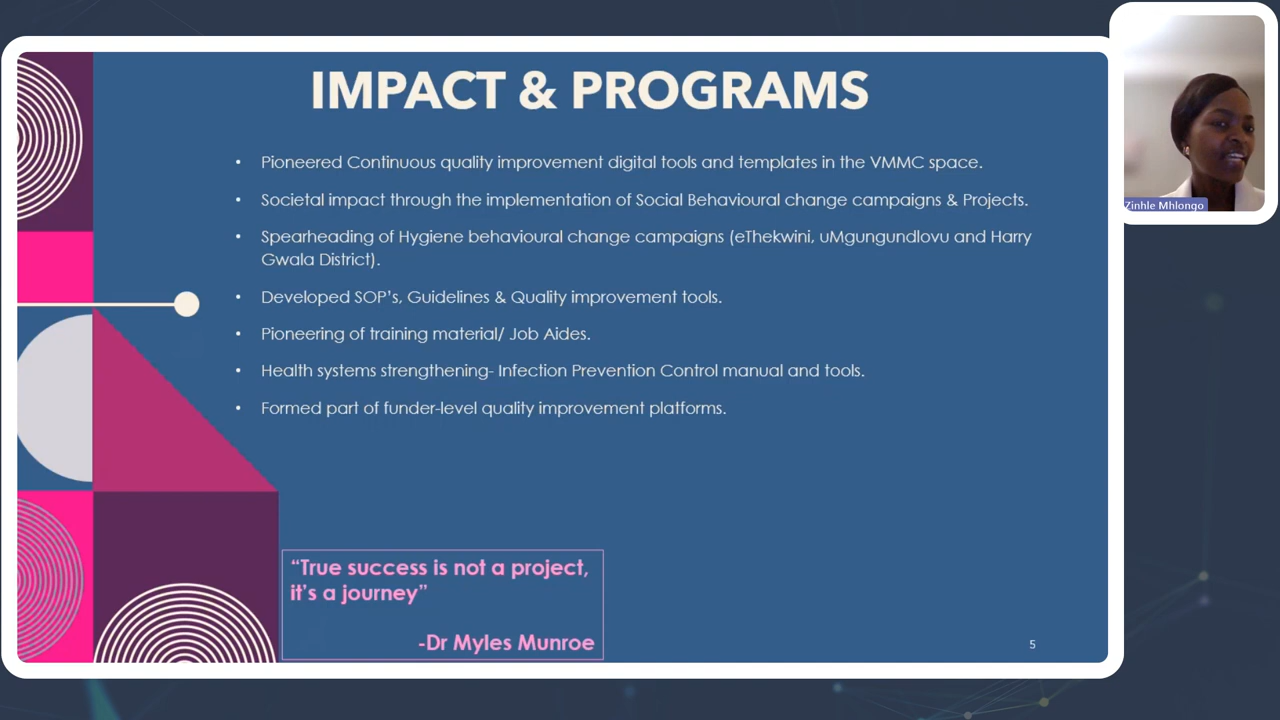 IMPACT & PROGRAMS
• Pioneered Continuous quality improvement digital tools and templates in the VMMC space.
• Societal impact through the implementation of Social Behavioural change campaigns & Projects.
• Spearheading of Hygiene behavioural change campaigns (eThekwini, uMgungundlovu and Harry
Gwala District).
• Developed SOP's, Guidelines & Quality improvement tools.
• Pioneering of training material/ Job Aides.
• Health systems strengthening- Infection Prevention Control manual and tools.
• Formed part of funder-level quality improvement platforms.
“True success is not a project,
it's a journey”
-Dr Myles Munroe
5
Zinhle Mhlongo